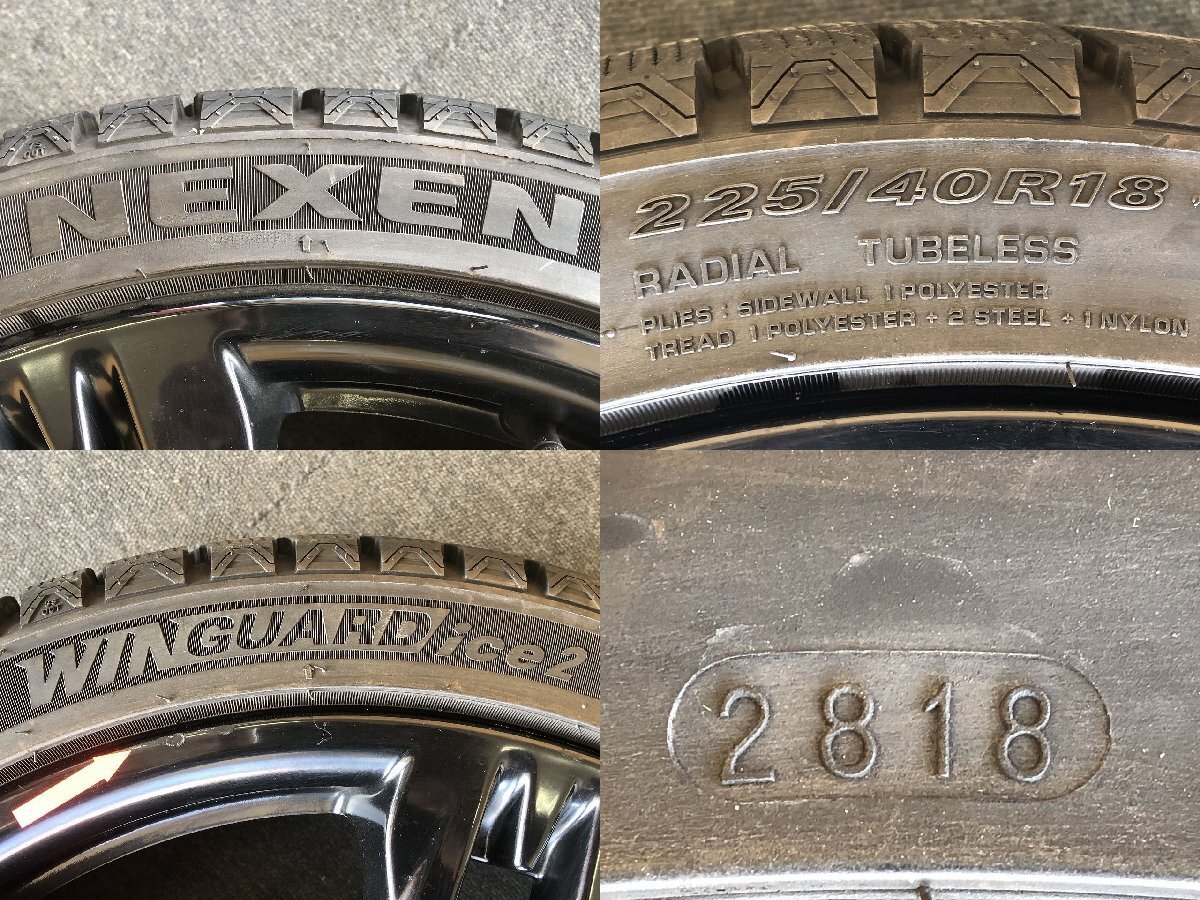 NEXEN
225/40R18
RADIAL TUBELESS
PLIES : SIDEWALL 1 POLYESTER
TREAD 1 POLYESTER + 2 STEEL + 1 NYLON
WINGUARD ice2
2818